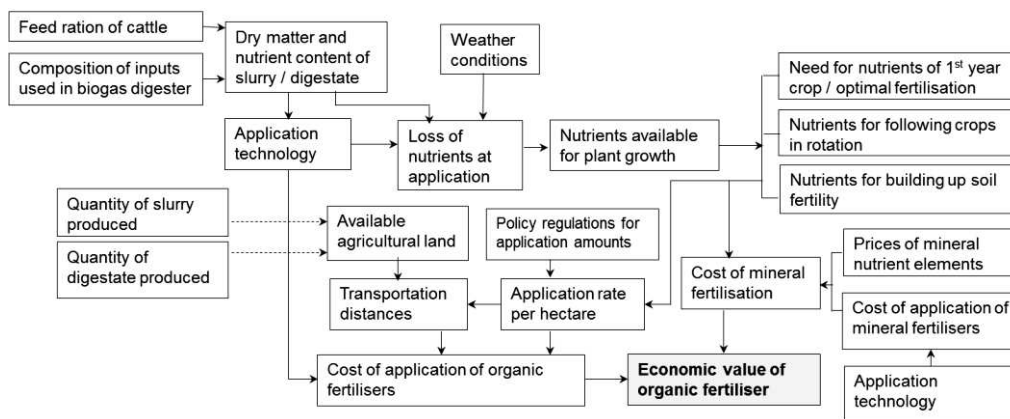 Feed ration of cattle
Composition of inputs
used in biogas digester
Dry matter and
nutrient content of
slurry / digestate
Weather
conditions
Need for nutrients of 1st year
crop / optimal fertilisation
Application
technology
Loss of
nutrients at
application
Nutrients available
for plant growth
Nutrients for following crops
in rotation
Nutrients for building up soil
fertility
Quantity of slurry
produced
Quantity of
digestate produced
Available
agricultural land
Policy regulations for
application amounts
Prices of mineral
nutrient elements
Transportation
distances
Application rate
per hectare
Cost of mineral
fertilisation
Cost of application of
mineral fertilisers
Cost of application of organic
fertilisers
Economic value of
organic fertiliser
Application
technology